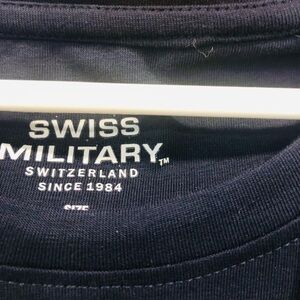 SWISS
MILITARY™
SWITZERLAND
SINCE 1984
SIZE